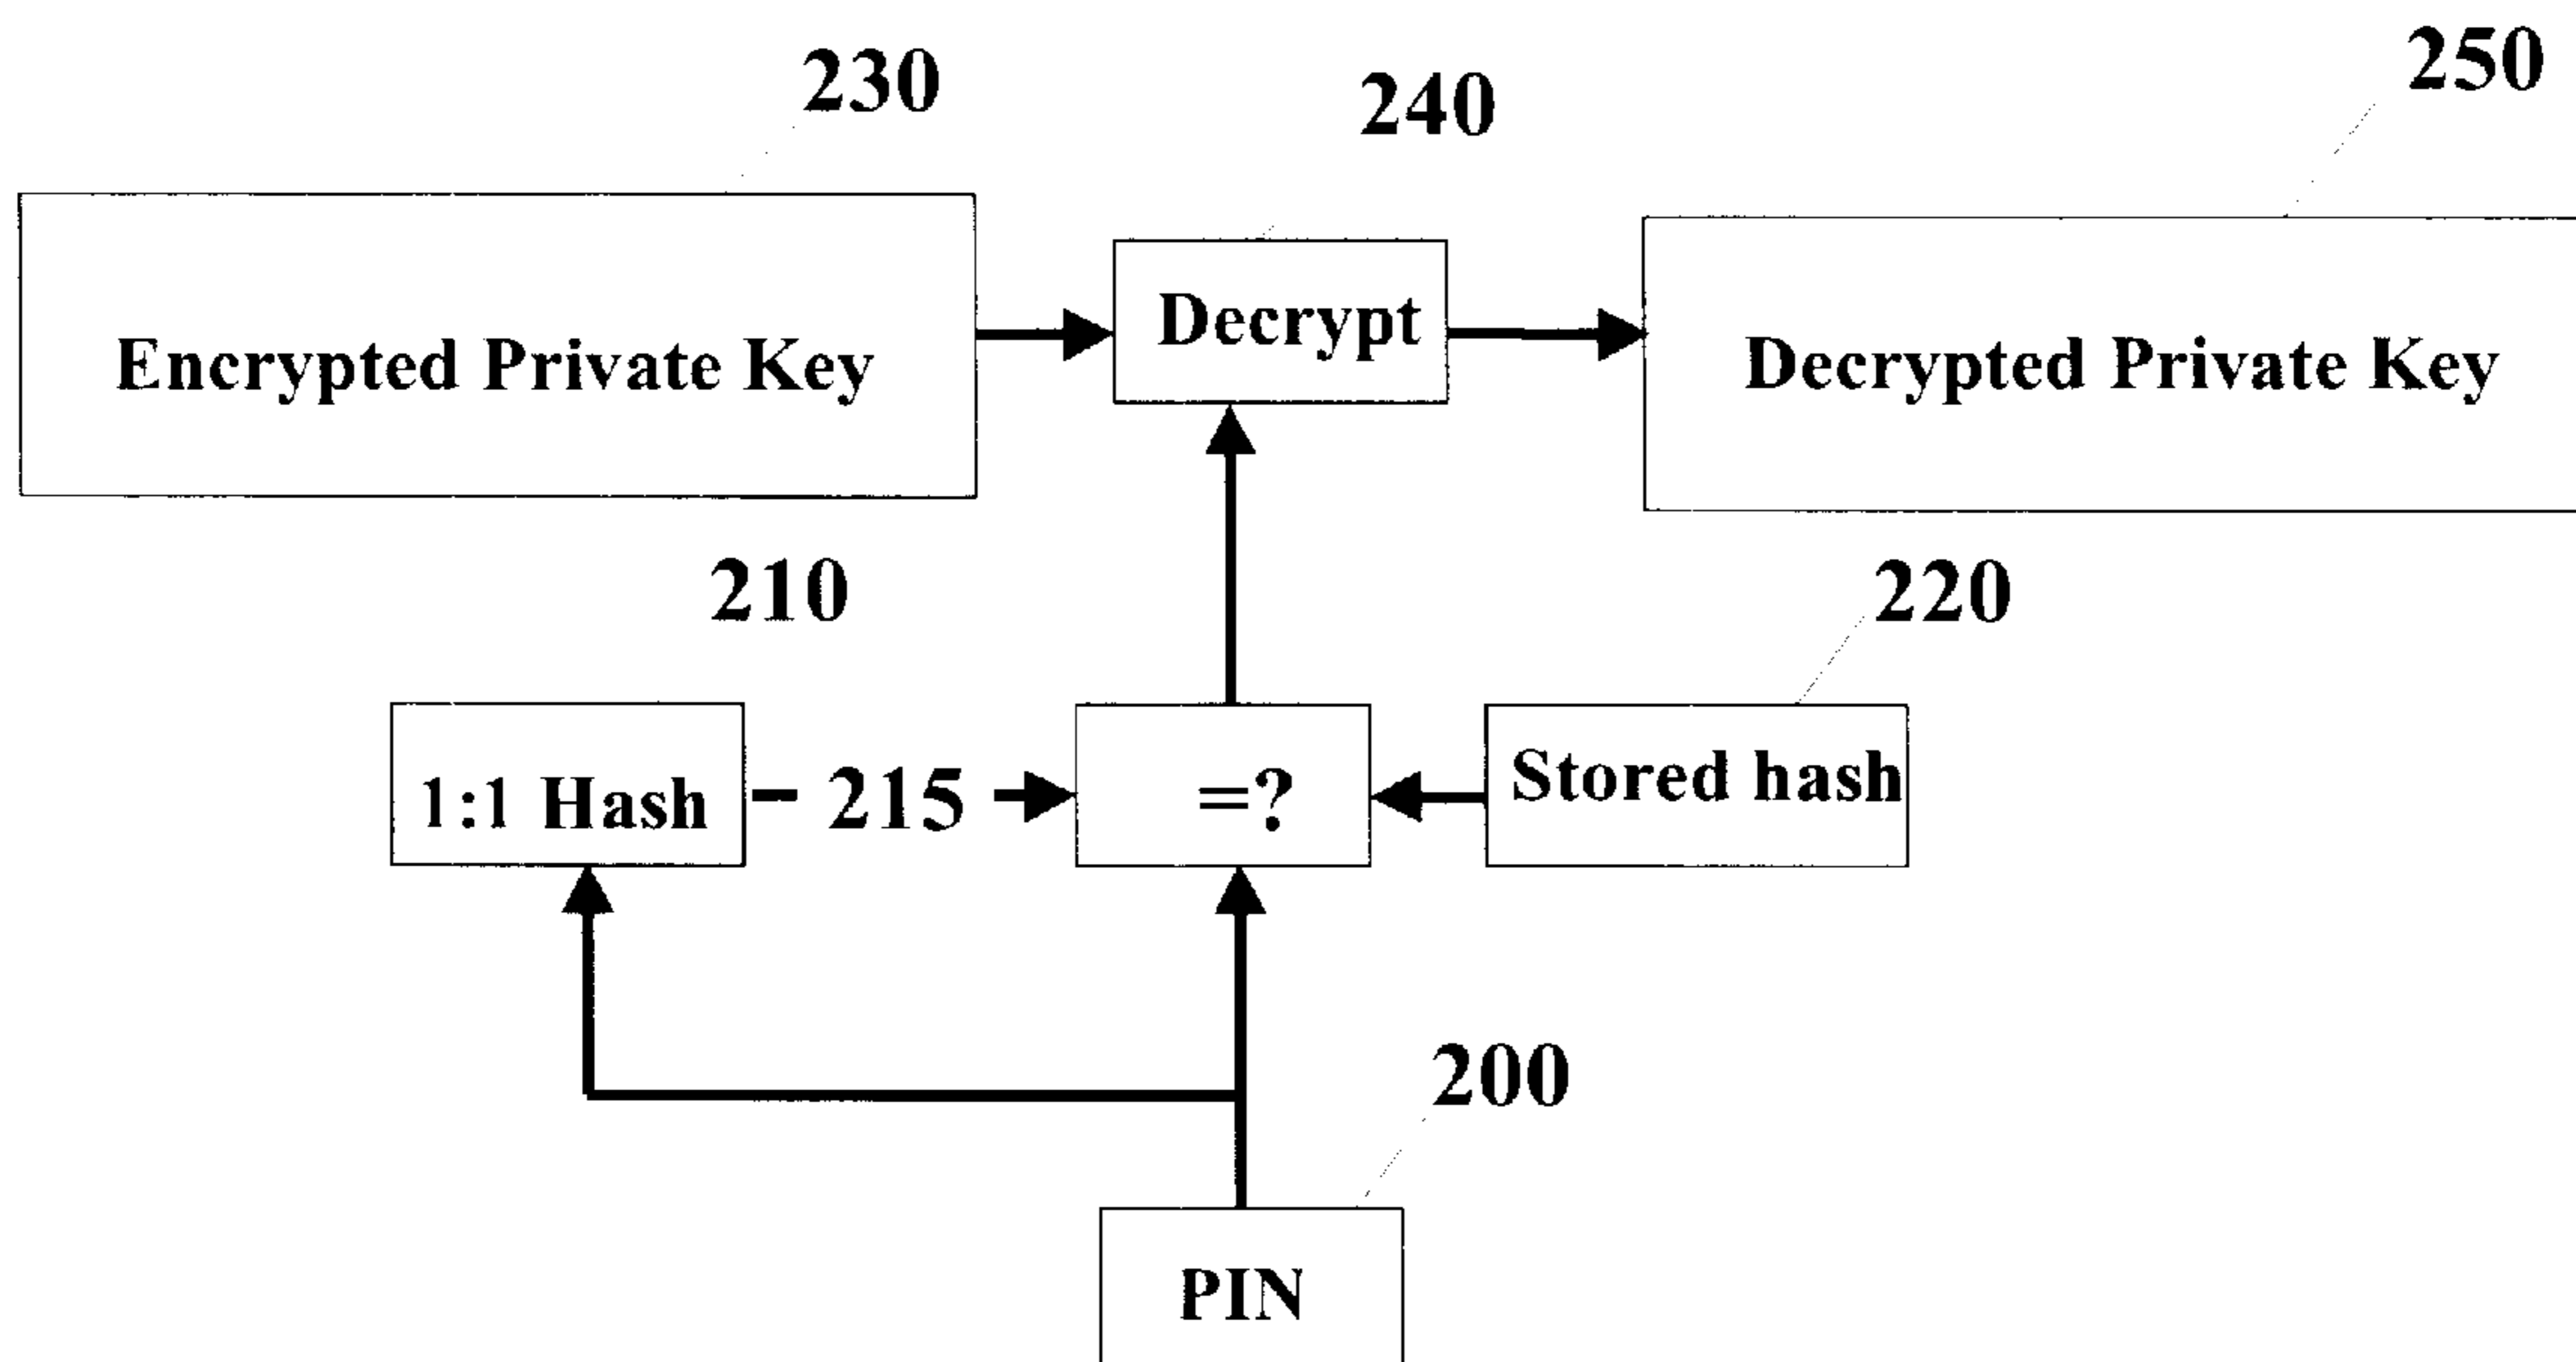 250
230
240
Decrypt
Encrypted Private Key
Decrypted Private Key
210
220
1:1 Hash
215
=?
Stored hash
200
PIN